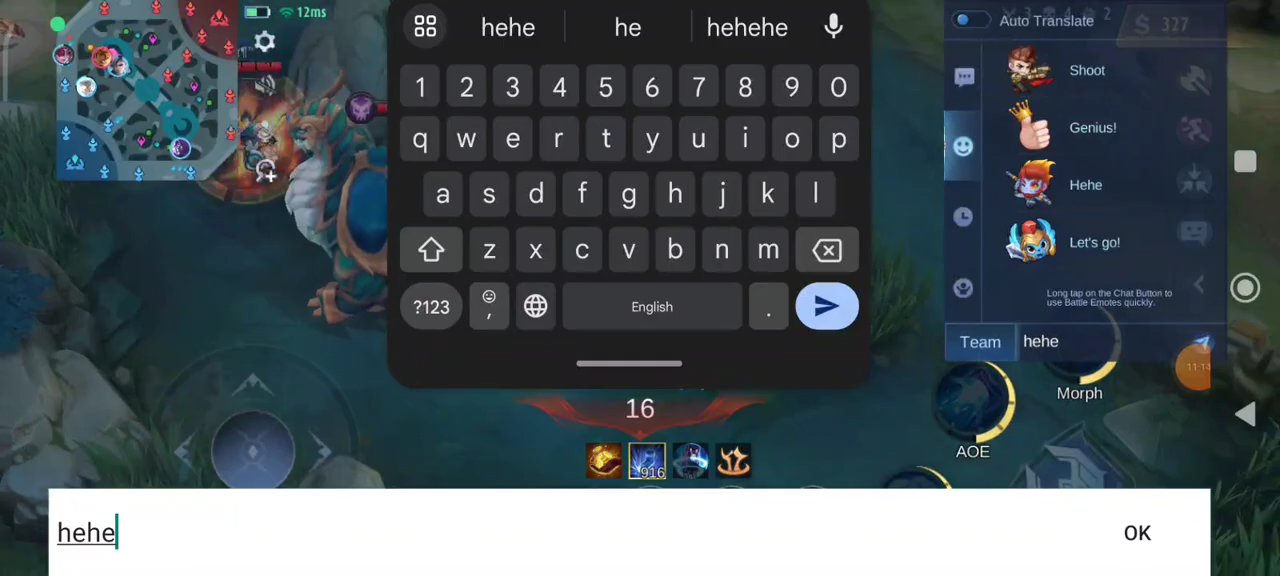 12ms
hehe he hehehe
1 2 3 4 5 6 7 8 9 0
q w e r t y u i o p
a s d f g h j k l
z x c v b n m
?123 , English .
Auto Translate
327
Shoot
Genius!
Hehe
Let's go!
Long tap on the Chat Button to
use Battle Emotes quickly.
Team hehe
11:14
Morph
AOE
16
916
hehe
OK